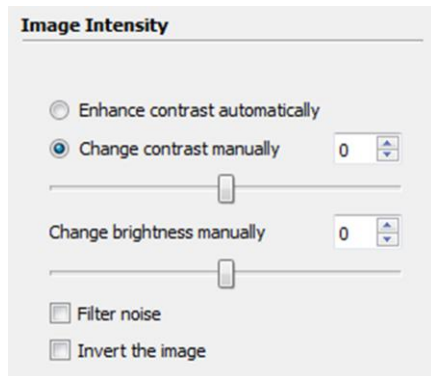 Image Intensity
Enhance contrast automatically
Change contrast manually 0
Change brightness manually 0
Filter noise
Invert the image